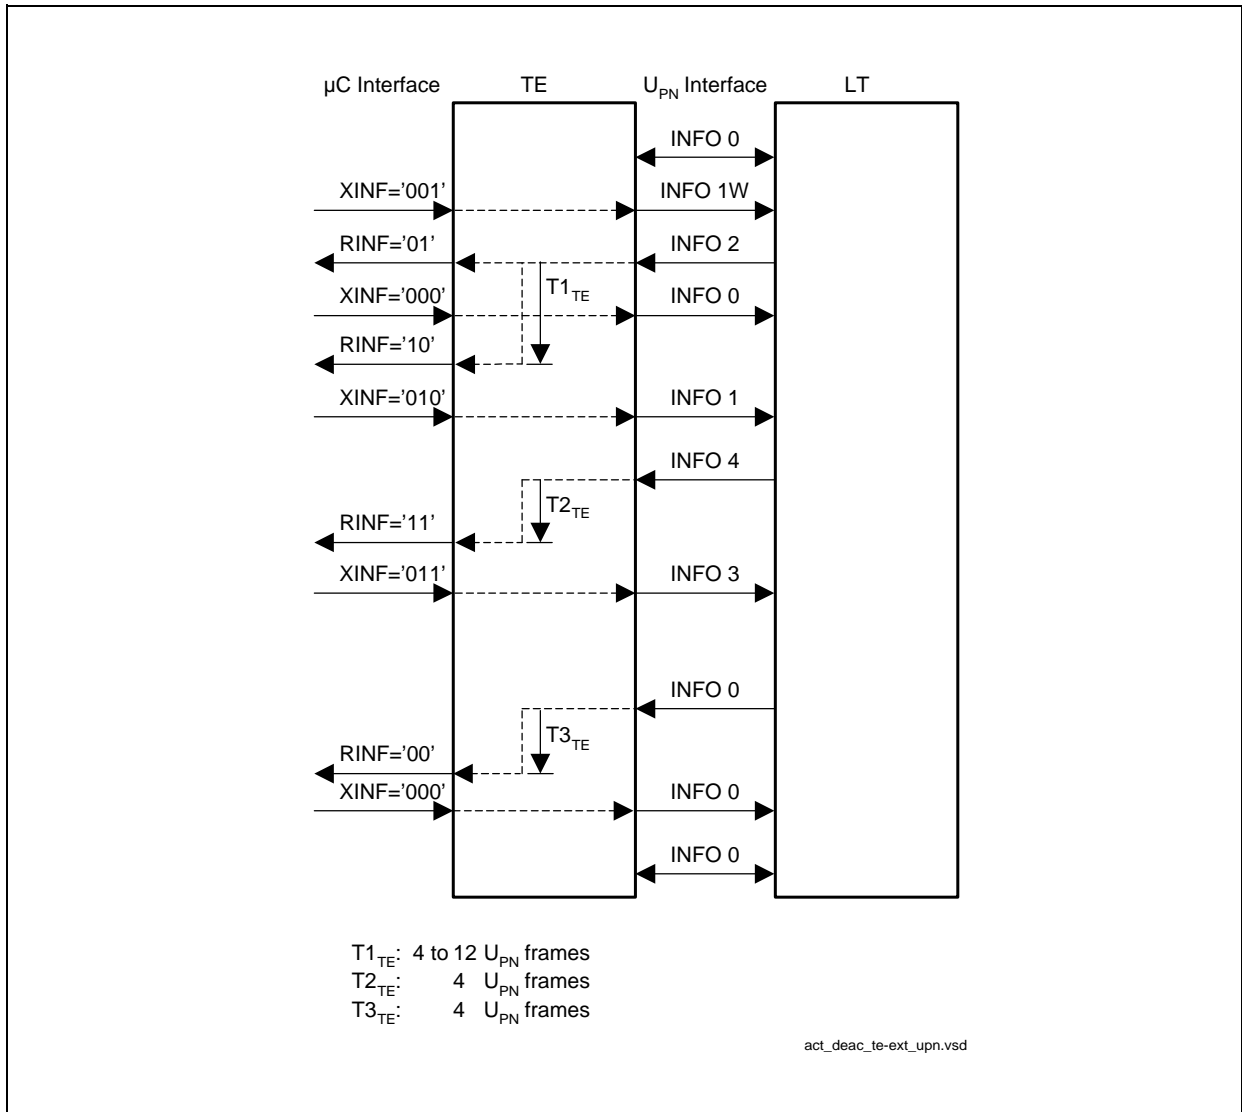 µC Interface TE UPN Interface LT
INFO 0
XINF='001' INFO 1W
RINF='01' INFO 2
T1TE
XINF='000' INFO 0
RINF='10'
XINF='010' INFO 1
INFO 4
T2TE
RINF='11'
XINF='011' INFO 3
INFO 0
T3TE
RINF='00'
XINF='000' INFO 0
INFO 0
T1TE: 4 to 12 UPN frames
T2TE: 4 UPN frames
T3TE: 4 UPN frames
act_deac_te-ext_upn.vsd